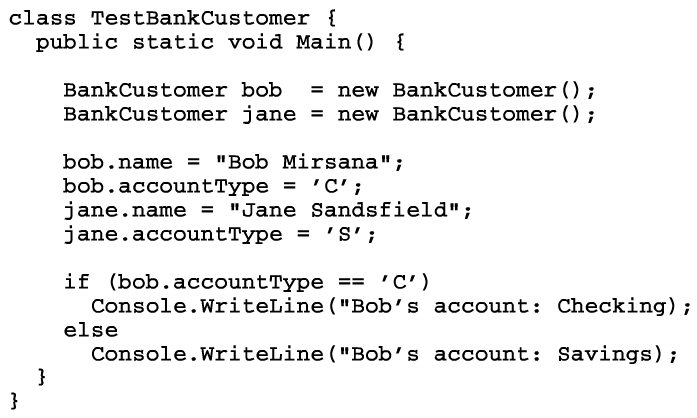 class TestBankCustomer {
  public static void Main() {

    BankCustomer bob  = new BankCustomer();
    BankCustomer jane = new BankCustomer();

    bob.name = "Bob Mirsana";
    bob.accountType = ′C′;
    jane.name = "Jane Sandsfield";
    jane.accountType = ′S′;

    if (bob.accountType == ′C′)
      Console.WriteLine("Bob′s account: Checking);
    else
      Console.WriteLine("Bob′s account: Savings);
  }
}